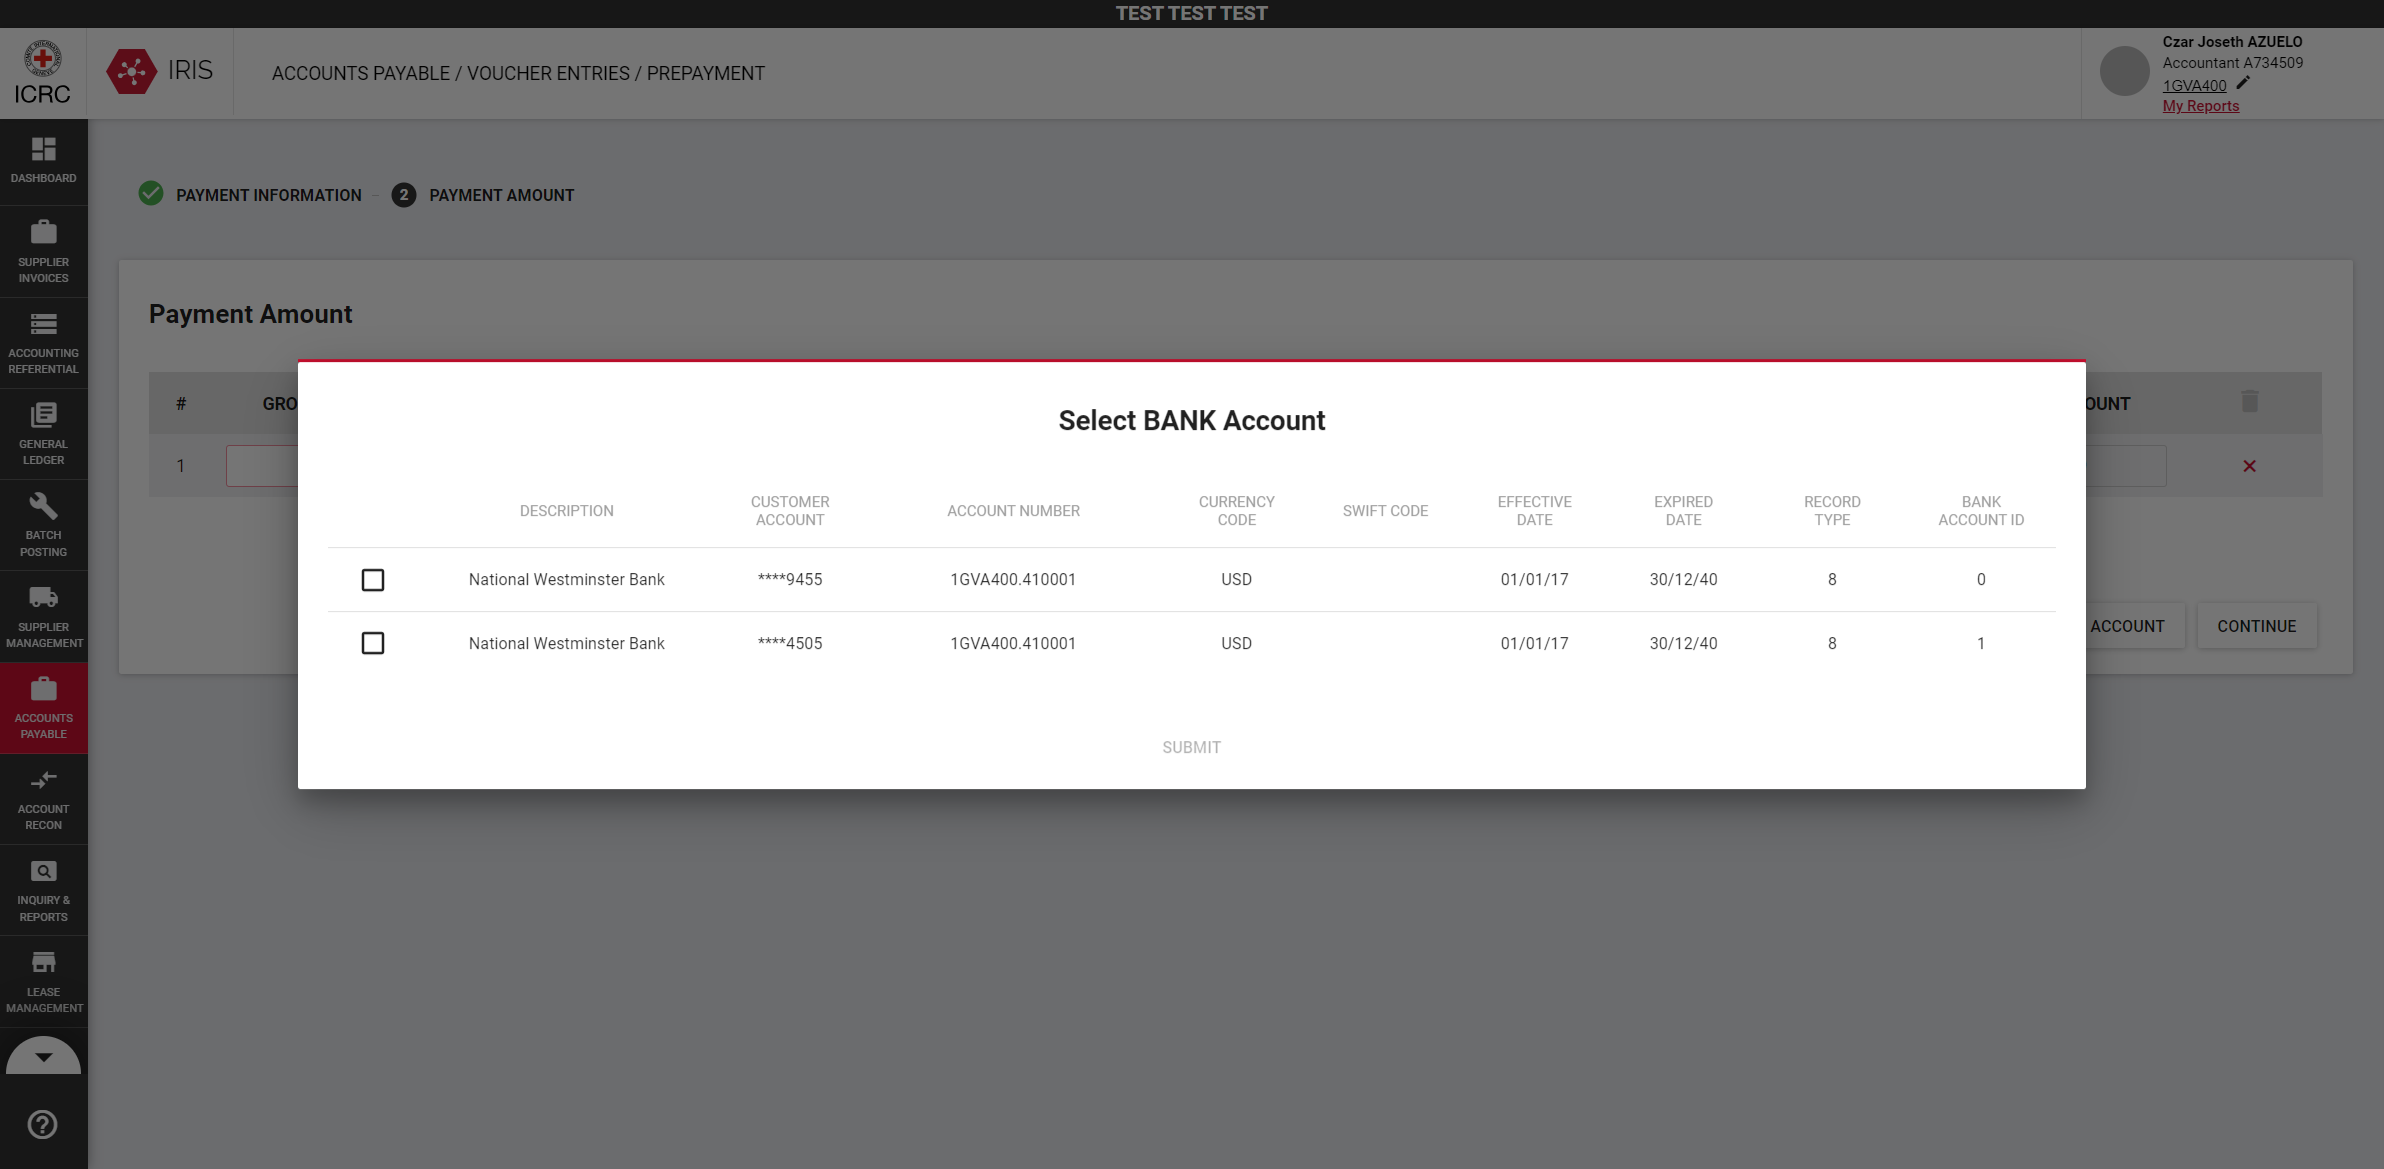 TEST TEST TEST
ICRC
IRIS
ACCOUNTS PAYABLE / VOUCHER ENTRIES / PREPAYMENT
Czar Joseth AZUELO
Accountant A734509
1GVA400
My Reports
DASHBOARD
SUPPLIER
INVOICES
ACCOUNTING
REFERENTIAL
GENERAL
LEDGER
BATCH
POSTING
SUPPLIER
MANAGEMENT
ACCOUNTS
PAYABLE
ACCOUNT
RECON
INQUIRY &
REPORTS
LEASE
MANAGEMENT
PAYMENT INFORMATION - 2 PAYMENT AMOUNT
Payment Amount
# GRO OUNT
1
Select BANK Account
DESCRIPTION CUSTOMER ACCOUNT ACCOUNT NUMBER CURRENCY CODE SWIFT CODE EFFECTIVE DATE EXPIRED DATE RECORD TYPE BANK ACCOUNT ID
National Westminster Bank ****9455 1GVA400.410001 USD 01/01/17 30/12/40 8 0
National Westminster Bank ****4505 1GVA400.410001 USD 01/01/17 30/12/40 8 1
SUBMIT
ACCOUNT CONTINUE